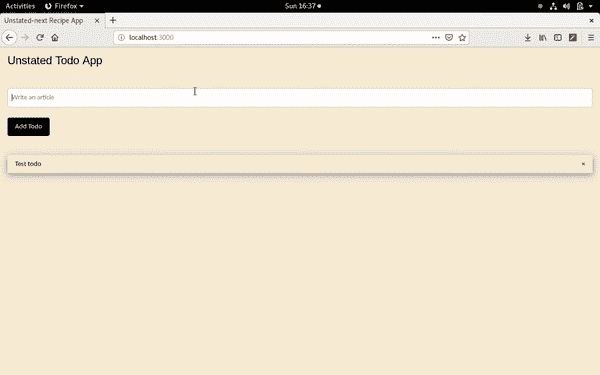 Activities Firefox Sun 16:37
Unstated-next Recipe App ×
localhost:3000
Unstated Todo App
Write an article
Add Todo
Test todo ×